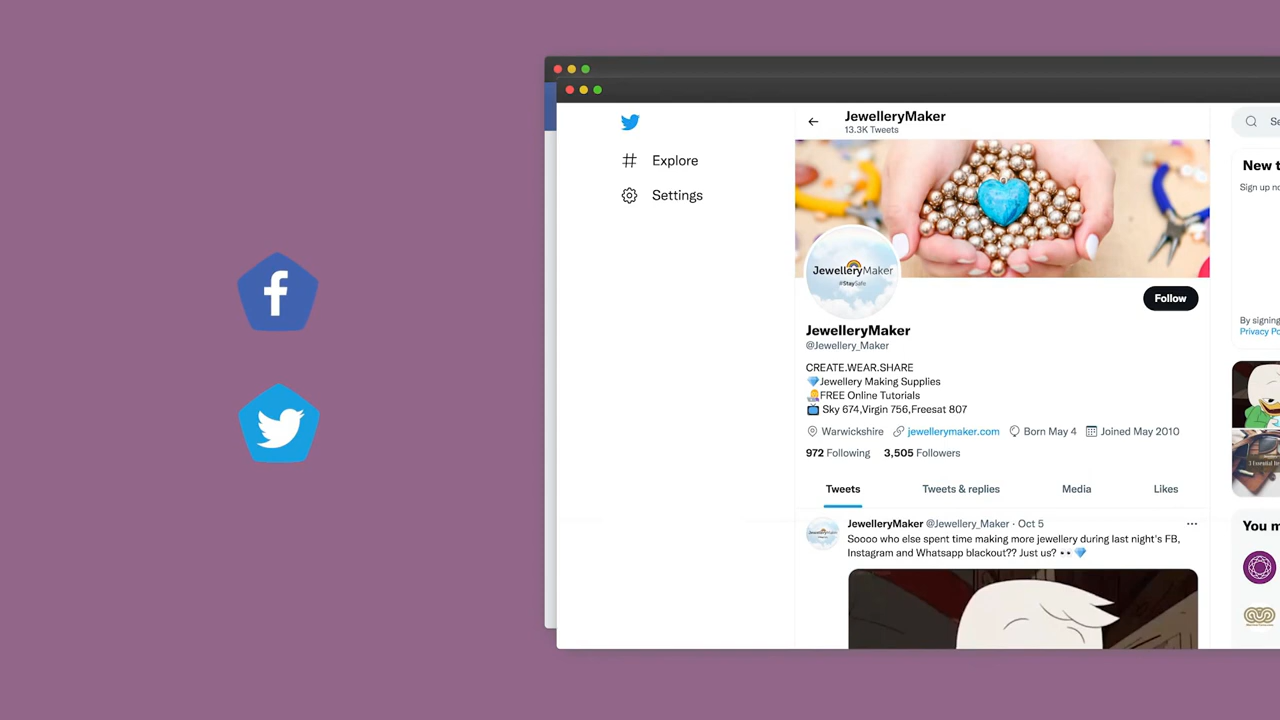 JewelleryMaker
13.3K Tweets
Explore
Settings
JewelleryMaker
#StaySafe
Follow
JewelleryMaker
@Jewellery_Maker
CREATE.WEAR.SHARE
Jewellery Making Supplies
FREE Online Tutorials
Sky 674,Virgin 756,Freesat 807
Warwickshire jewellerymaker.com Born May 4 Joined May 2010
972 Following 3,505 Followers
Tweets Tweets & replies Media Likes
JewelleryMaker @Jewellery_Maker · Oct 5
Soooo who else spent time making more jewellery during last night's FB,
Instagram and Whatsapp blackout?? Just us?
Se
New t
Sign up no
By signing
Privacy Po
You m